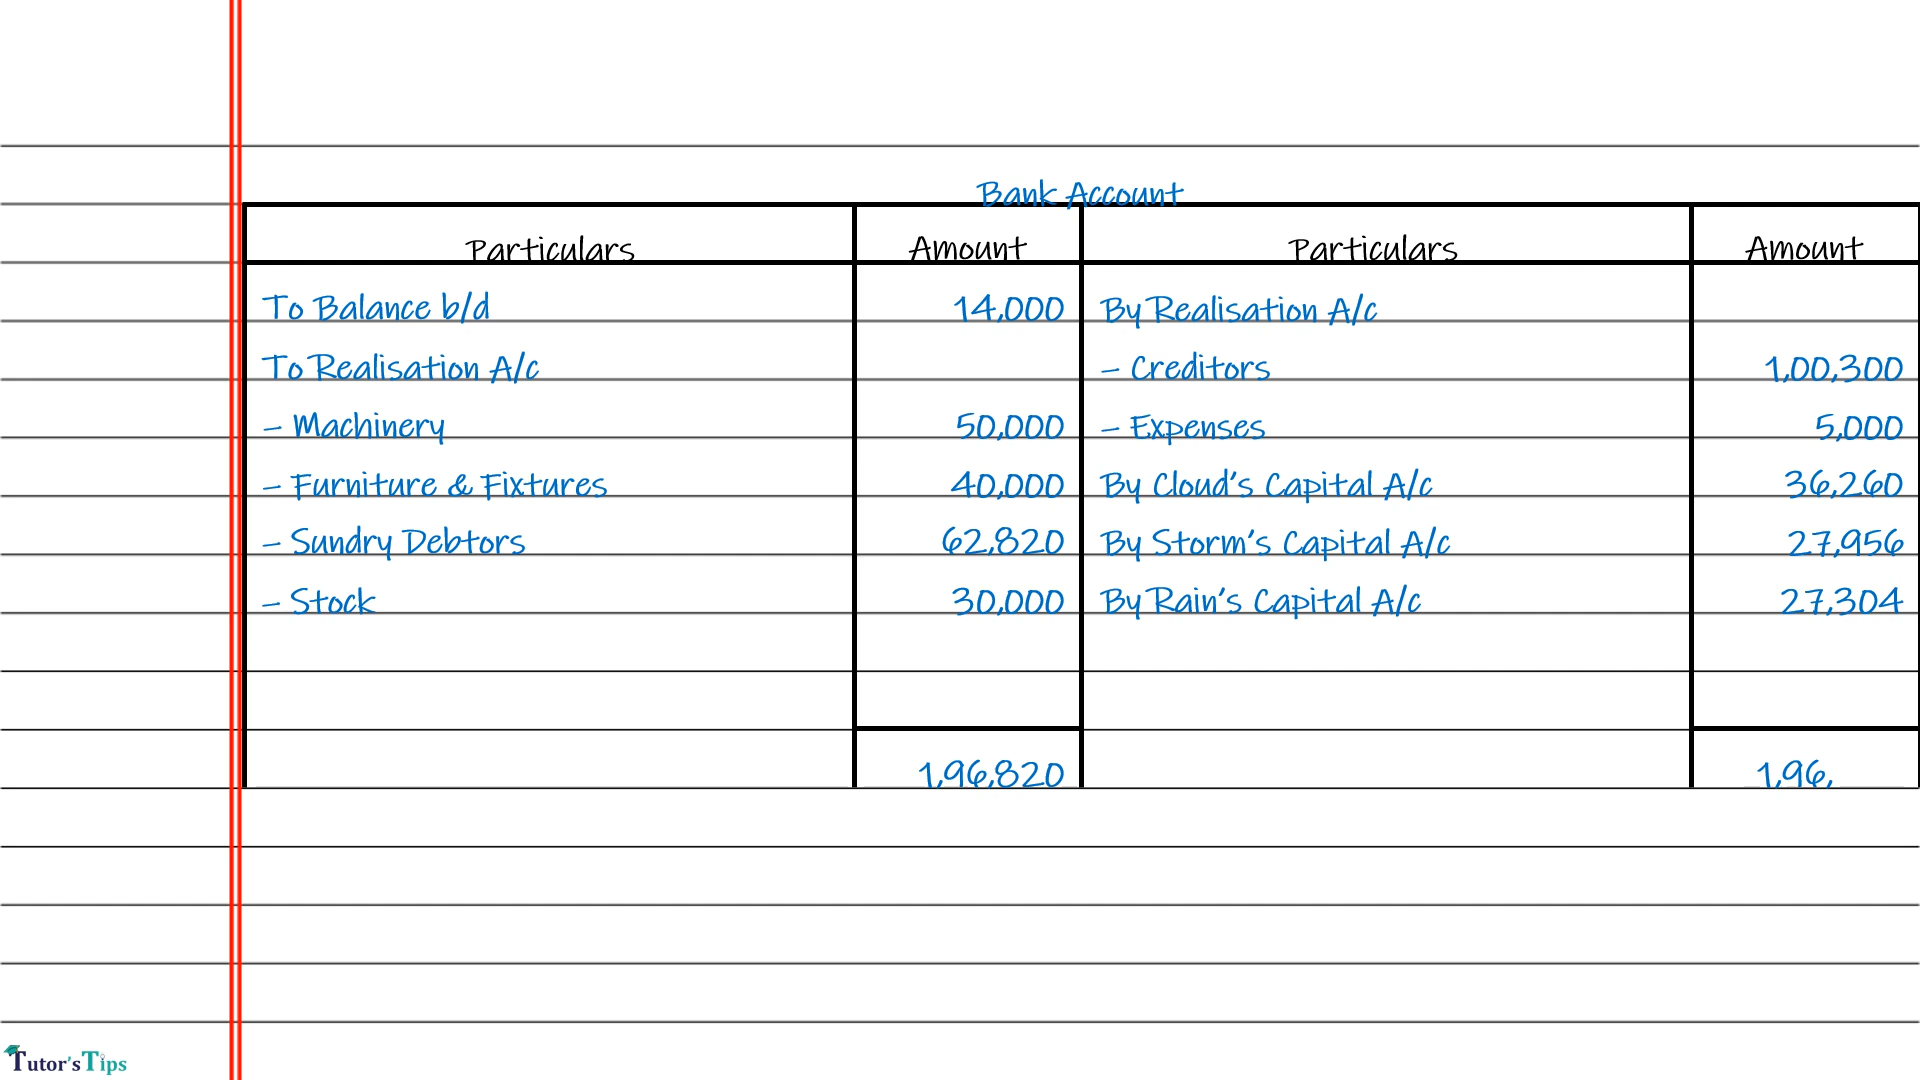 Bank Account
Particulars Amount Particulars Amount
To Balance b/d 14,000 By Realisation A/c
To Realisation A/c – Creditors 1,00,300
– Machinery 50,000 – Expenses 5,000
– Furniture & Fixtures 40,000 By Cloud's Capital A/c 36,260
– Sundry Debtors 62,820 By Storm's Capital A/c 27,956
– Stock 30,000 By Rain's Capital A/c 27,304
1,96,820 1,96,
Tutor'sTips